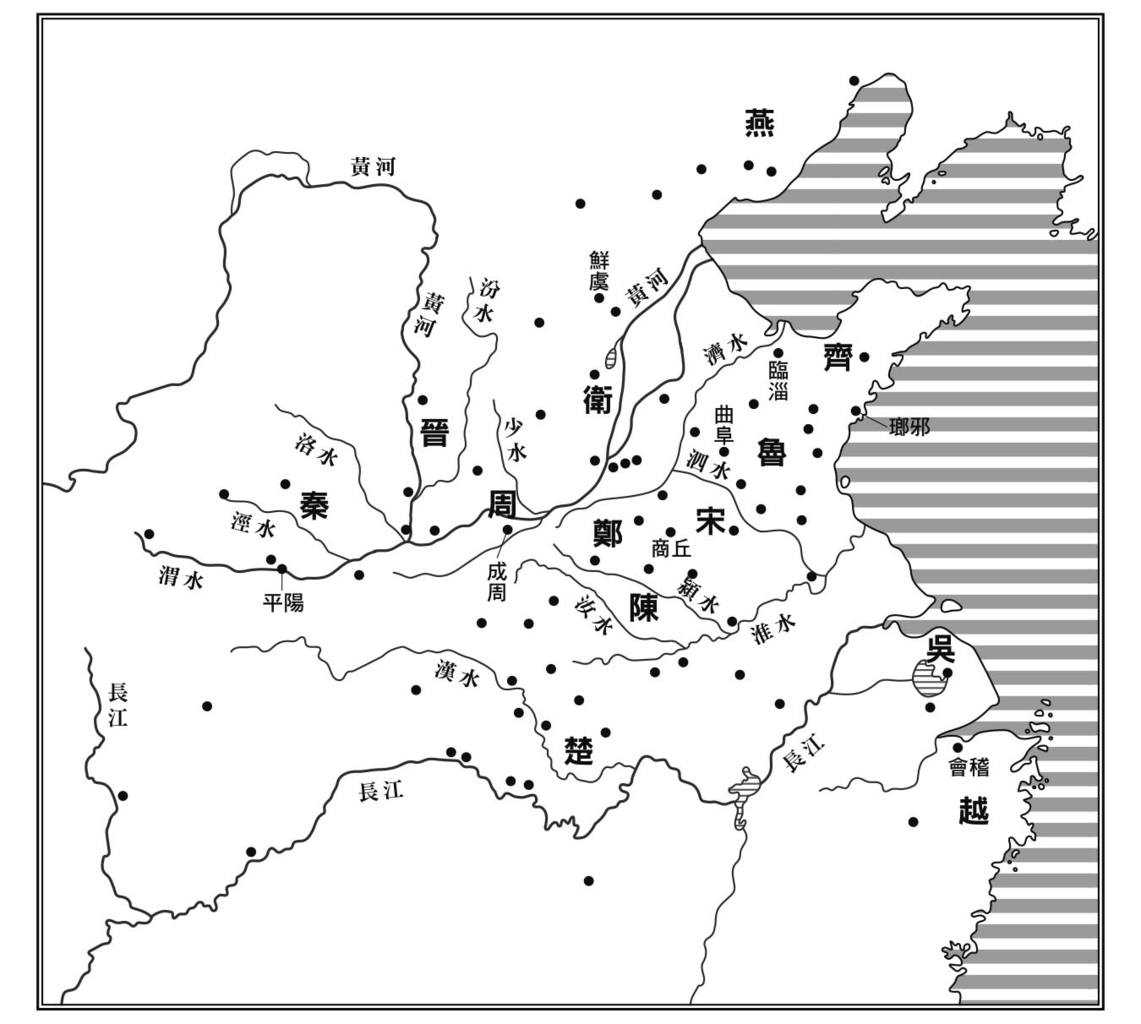 燕
黃河
鮮虞
黃河
汾水
黃河
濟水
齊
臨淄
衛
曲阜
瑯邪
晉
少水
魯
洛水
泗水
秦
周
宋
鄭
涇水
商丘
渭水
成周
平陽
潁水
汝水
陳
淮水
吳
漢水
長江
楚
長江
長江
會稽
越